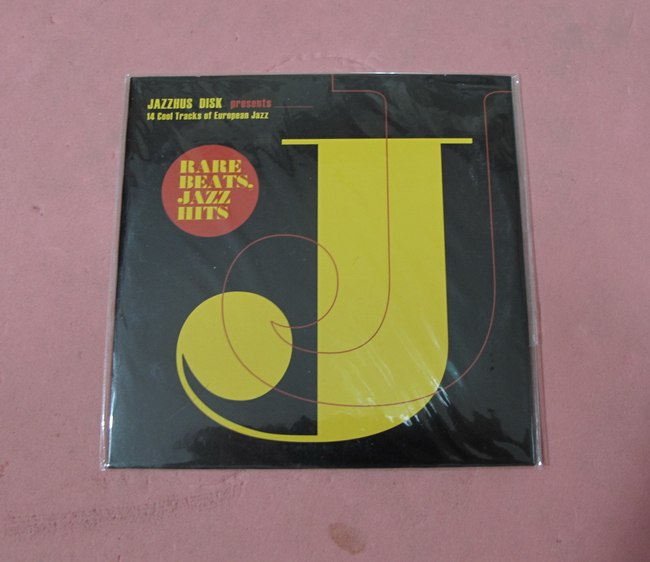 JAZZHUS DISK presents
14 Cool Tracks of European Jazz
RARE
BEATS.
JAZZ
HITS
J